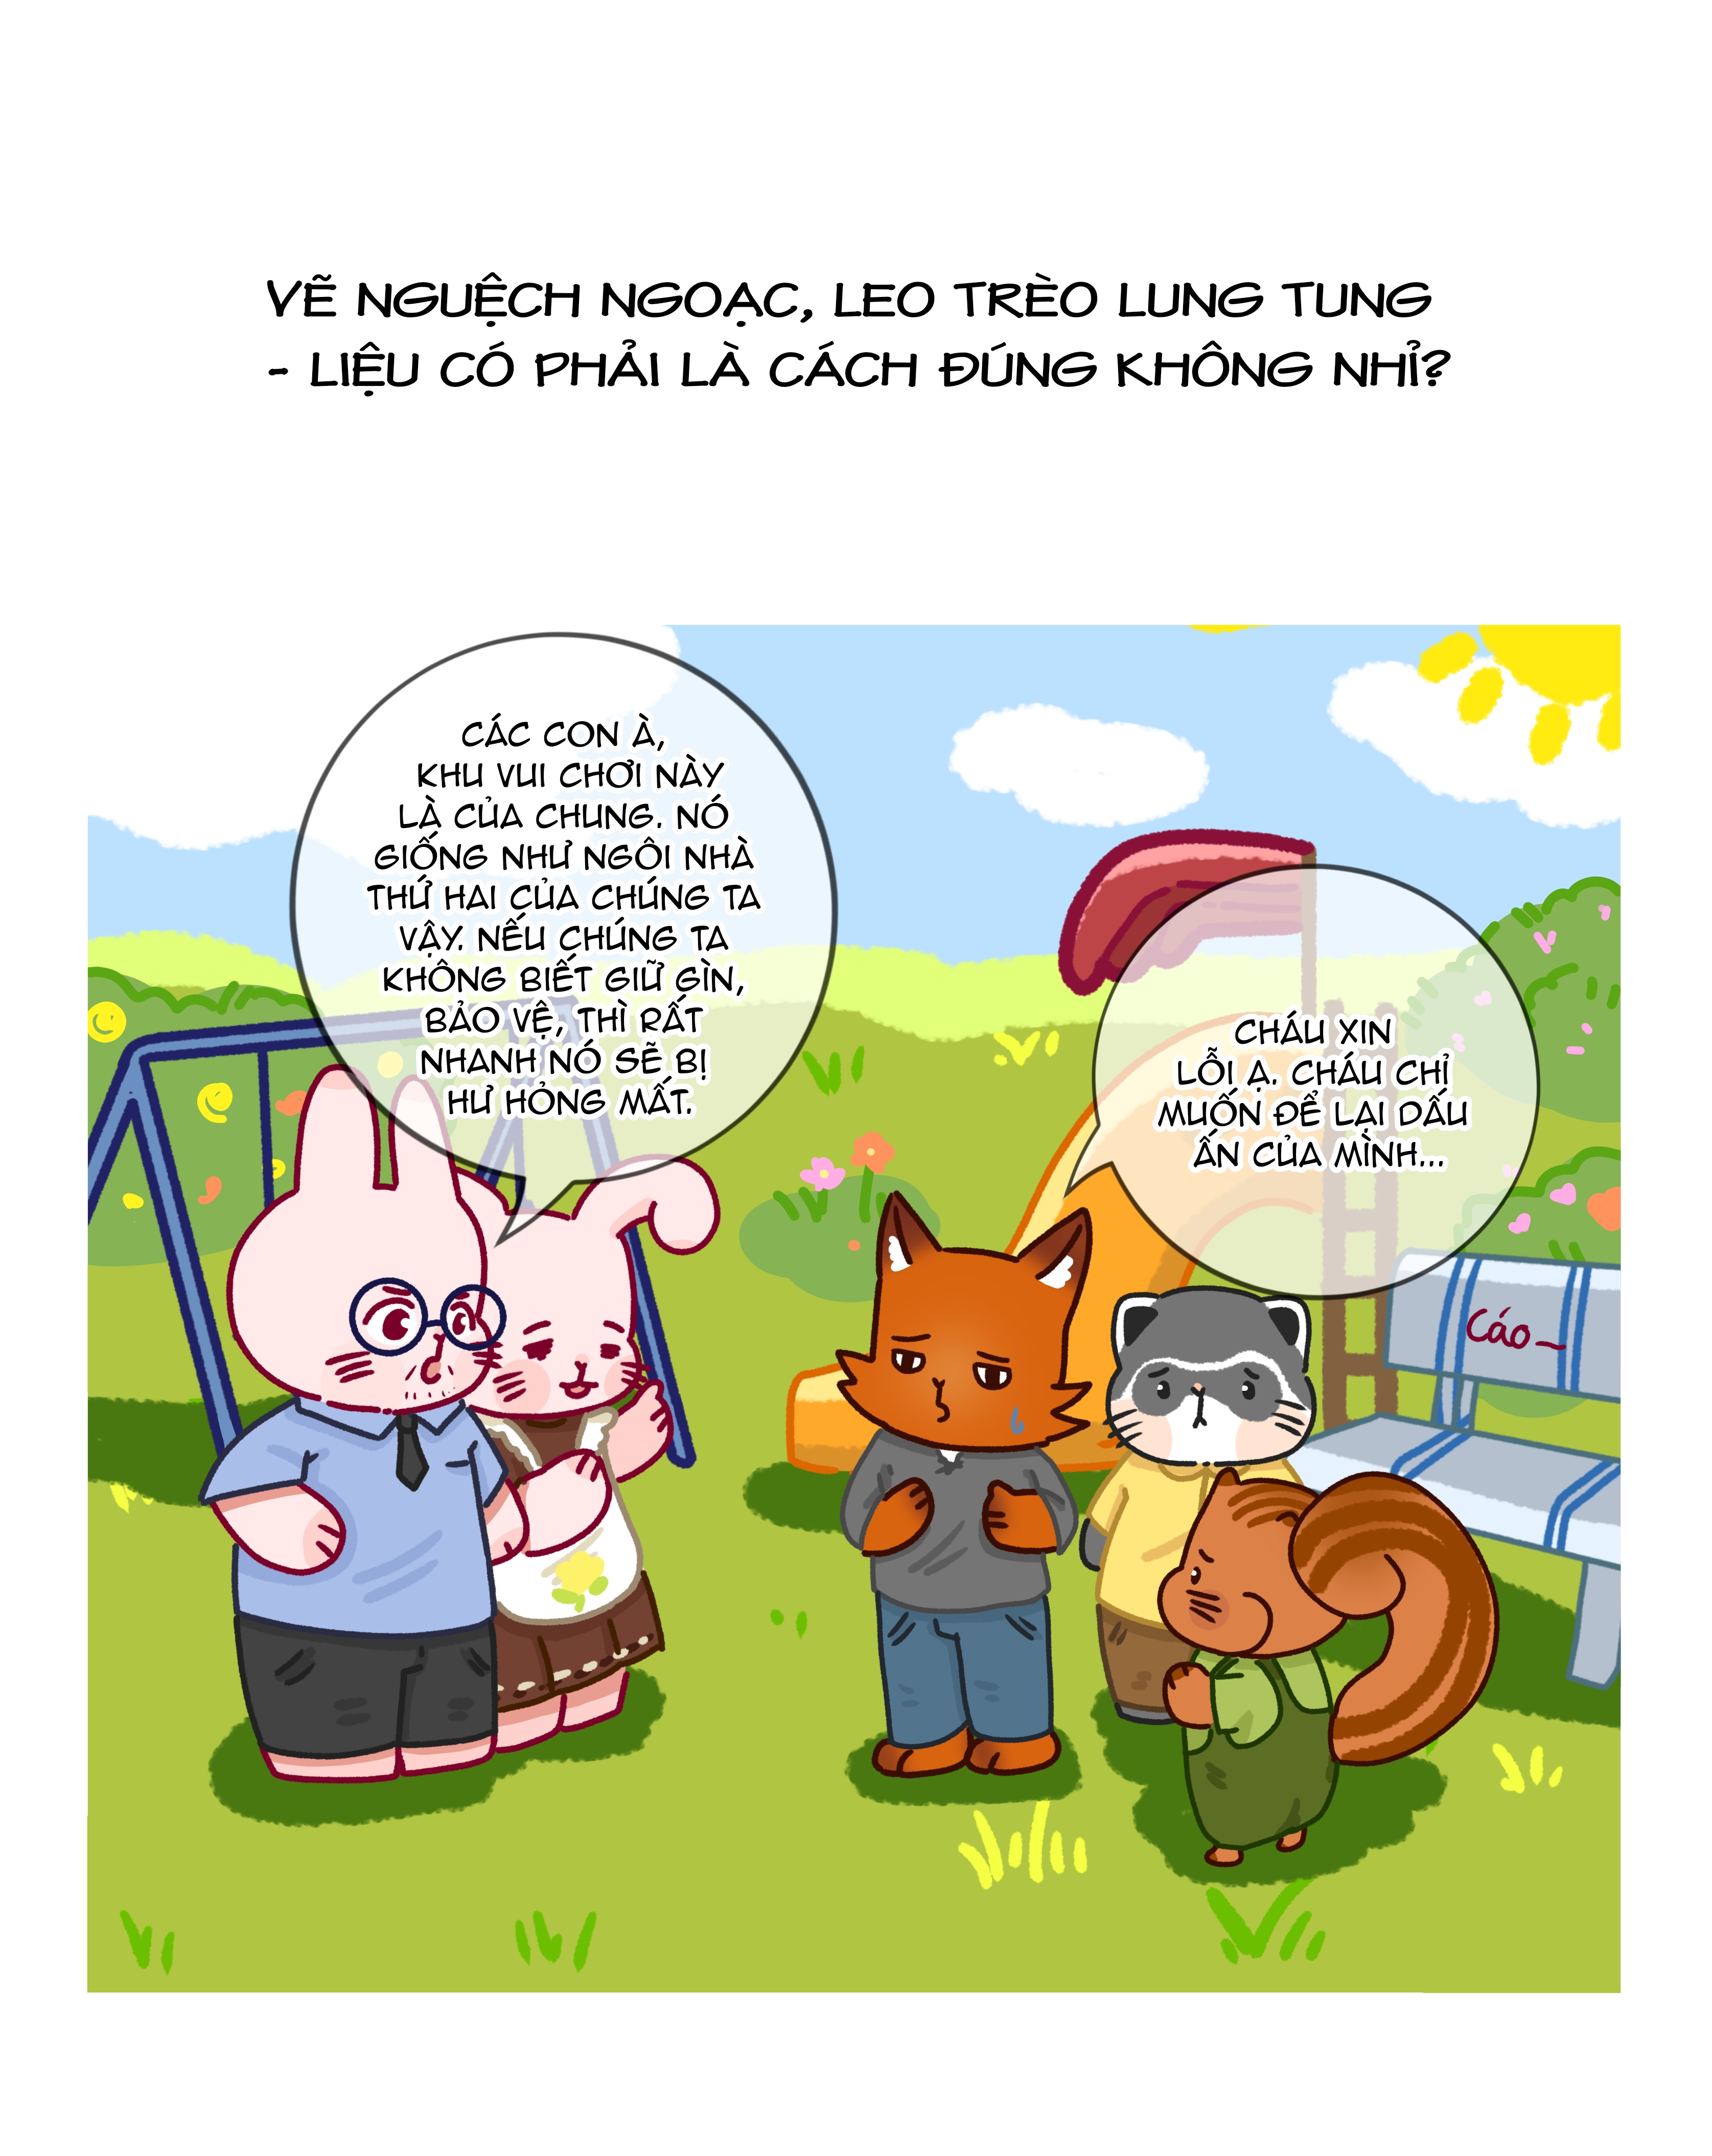 VẼ NGUỆCH NGOẠC, LEO TRÈO LUNG TUNG
- LIỆU CÓ PHẢI LÀ CÁCH ĐÚNG KHÔNG NHỈ?
CÁC CON À,
KHU VUI CHƠI NÀY
LÀ CỦA CHUNG. NÓ
GIỐNG NHƯ NGÔI NHÀ
THỨ HAI CỦA CHÚNG TA
VẬY. NẾU CHÚNG TA
KHÔNG BIẾT GIỮ GÌN,
BẢO VỆ, THÌ RẤT
NHANH NÓ SẼ BỊ
HƯ HỎNG MẤT.
CHÁU XIN
LỖI Ạ. CHÁU CHỈ
MUỐN ĐỂ LẠI DẤU
ẤN CỦA MÌNH...
Cáo ~